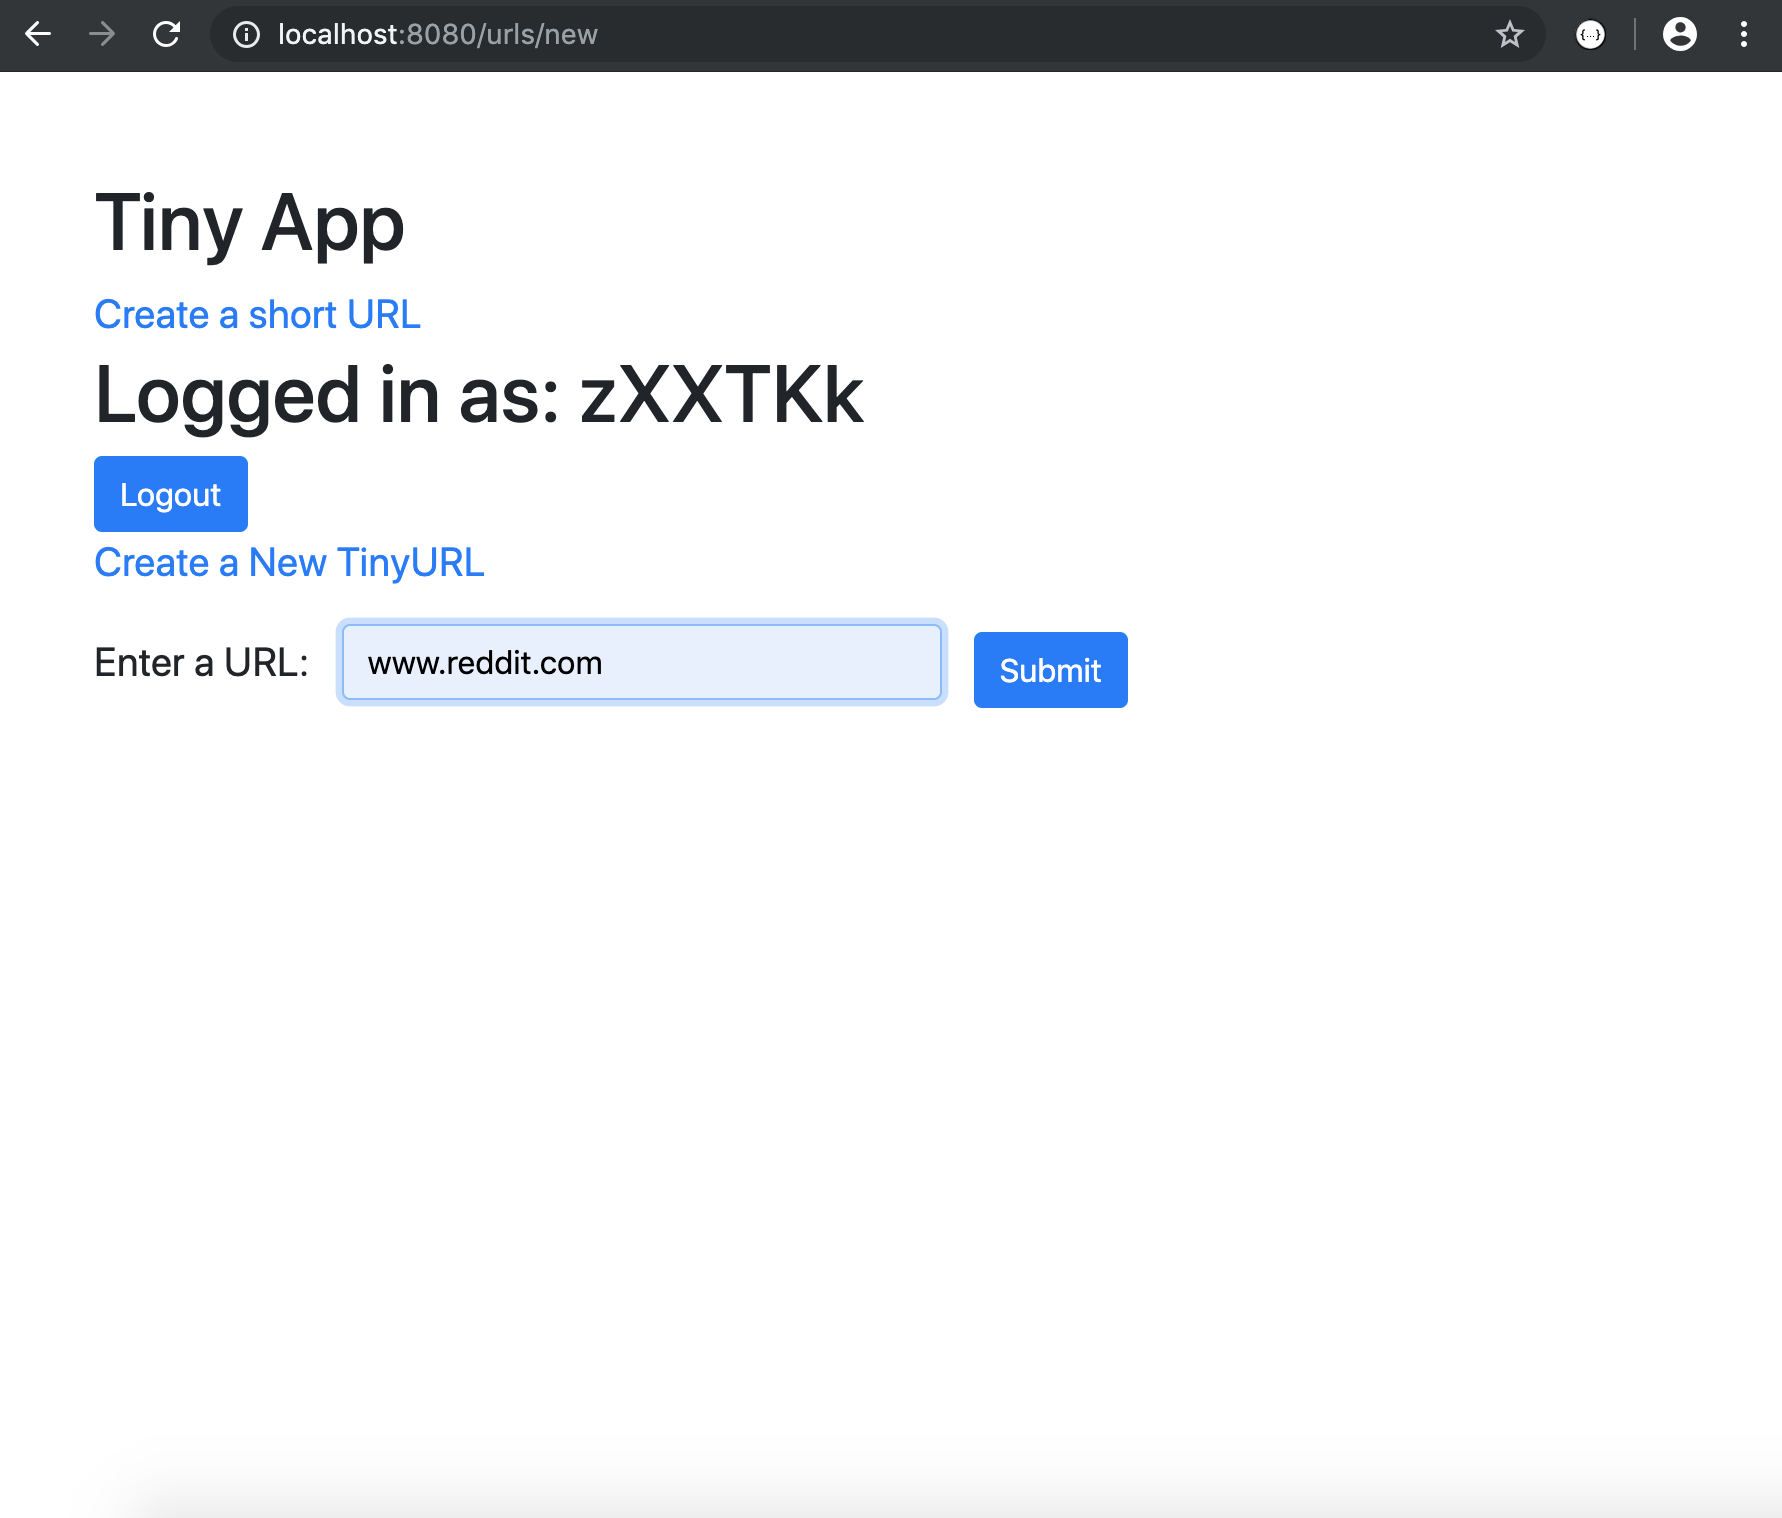 localhost:8080/urls/new {...}
Tiny App
Create a short URL
Logged in as: zXXTKk
Logout
Create a New TinyURL
Enter a URL: www.reddit.com Submit